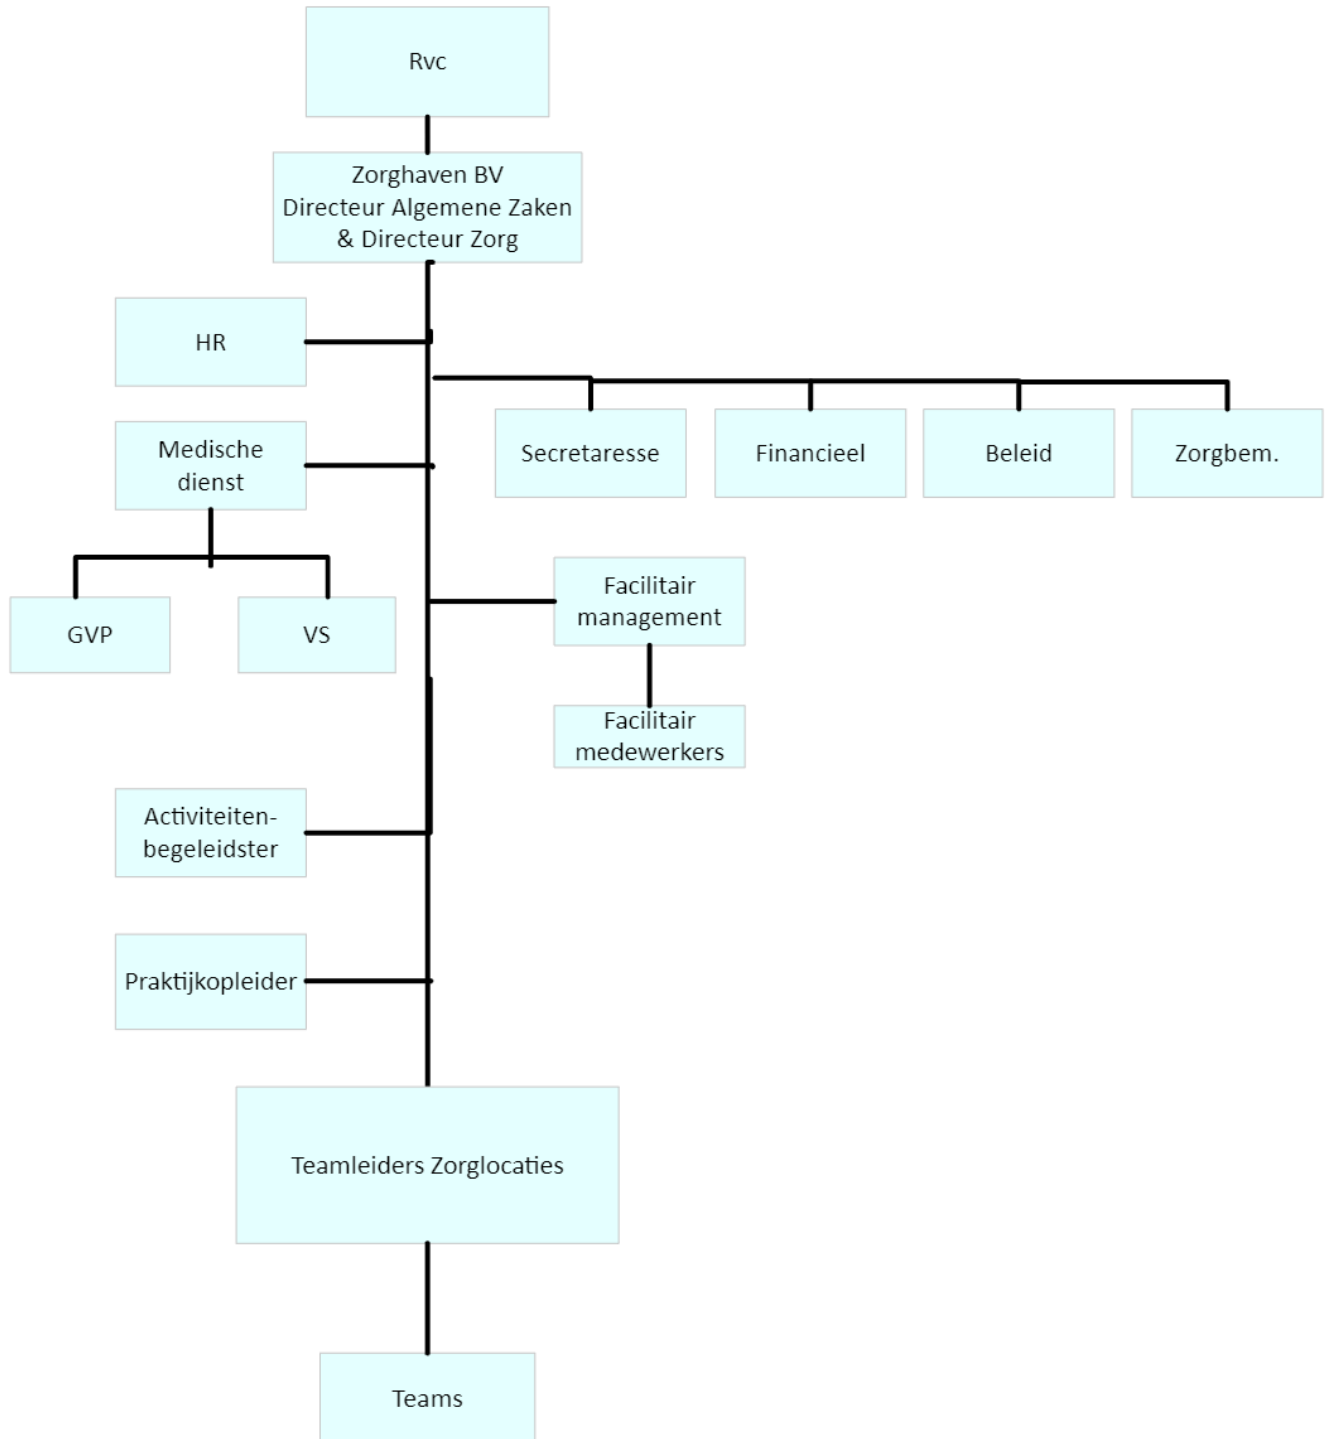 Rvc
Zorghaven BV
Directeur Algemene Zaken
& Directeur Zorg
HR
Secretaresse
Financieel
Beleid
Zorgbem.
Medische
dienst
GVP
VS
Facilitair
management
Facilitair
medewerkers
Activiteiten-
begeleidster
Praktijkopleider
Teamleiders Zorglocaties
Teams